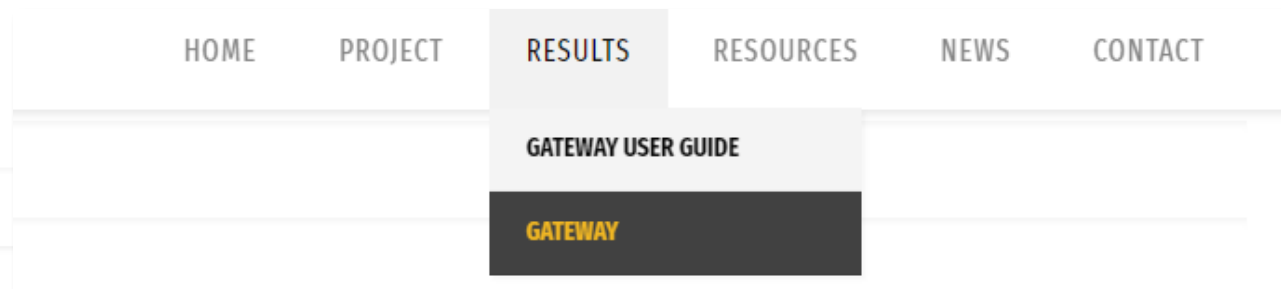 HOME PROJECT RESULTS RESOURCES NEWS CONTACT
GATEWAY USER GUIDE
GATEWAY